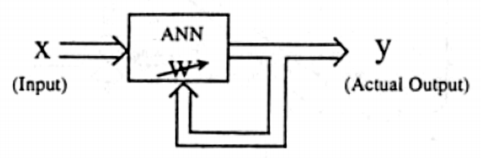 ANN
X
y
W
(Input)
(Actual Output)